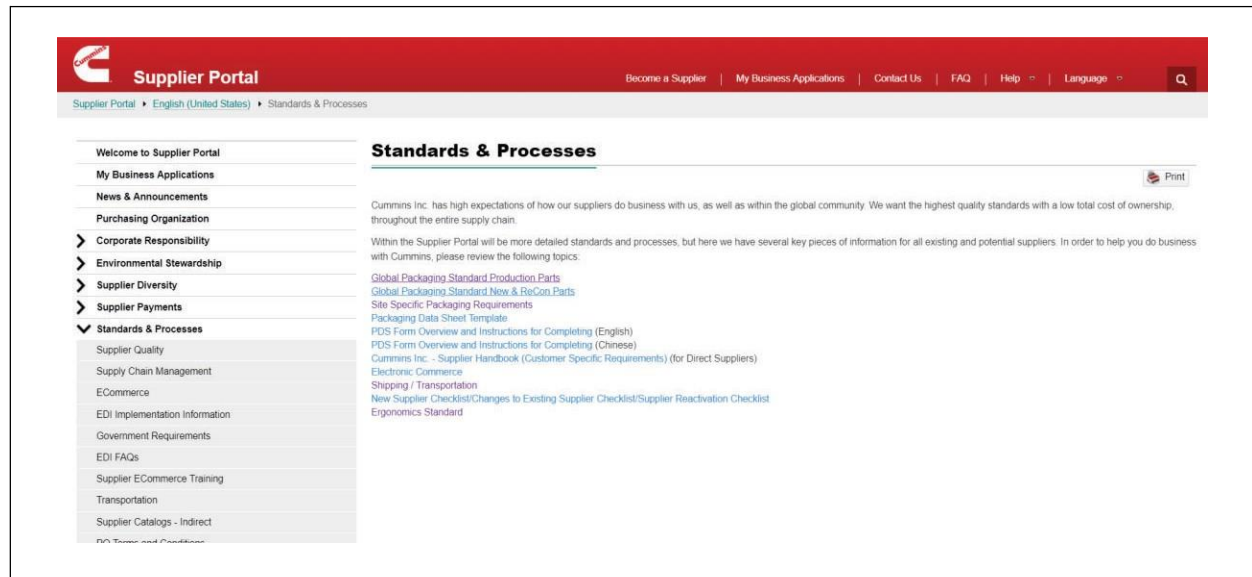 Cummins
Supplier Portal
Become a Supplier | My Business Applications | Contact Us | FAQ | Help | Language
Supplier Portal English (United States) Standards & Processes
Welcome to Supplier Portal
My Business Applications
News & Announcements
Purchasing Organization
Corporate Responsibility
Environmental Stewardship
Supplier Diversity
Supplier Payments
Standards & Processes
Supplier Quality
Supply Chain Management
ECommerce
EDI Implementation Information
Government Requirements
EDI FAQs
Supplier ECommerce Training
Transportation
Supplier Catalogs - Indirect
PO Terms and Conditions
Standards & Processes
Print
Cummins Inc. has high expectations of how our suppliers do business with us, as well as within the global community. We want the highest quality standards with a low total cost of ownership,
throughout the entire supply chain.
Within the Supplier Portal will be more detailed standards and processes, but here we have several key pieces of information for all existing and potential suppliers. In order to help you do business
with Cummins, please review the following topics:
Global Packaging Standard Production Parts
Global Packaging Standard New & ReCon Parts
Site Specific Packaging Requirements
Packaging Data Sheet Template
PDS Form Overview and Instructions for Completing (English)
PDS Form Overview and Instructions for Completing (Chinese)
Cummins Inc. - Supplier Handbook (Customer Specific Requirements) (for Direct Suppliers)
Electronic Commerce
Shipping / Transportation
New Supplier Checklist/Changes to Existing Supplier Checklist/Supplier Reactivation Checklist
Ergonomics Standard